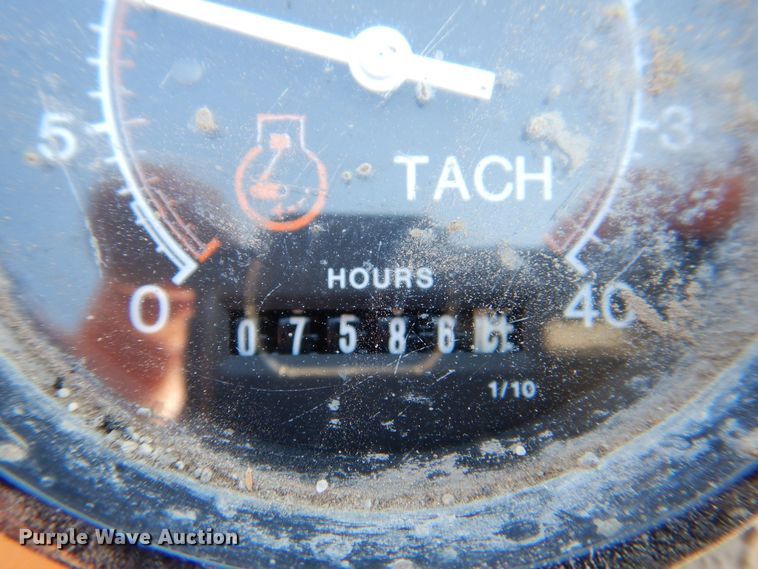 5
3
TACH
HOURS
0
40
07586
1/10
Purple Wave Auction